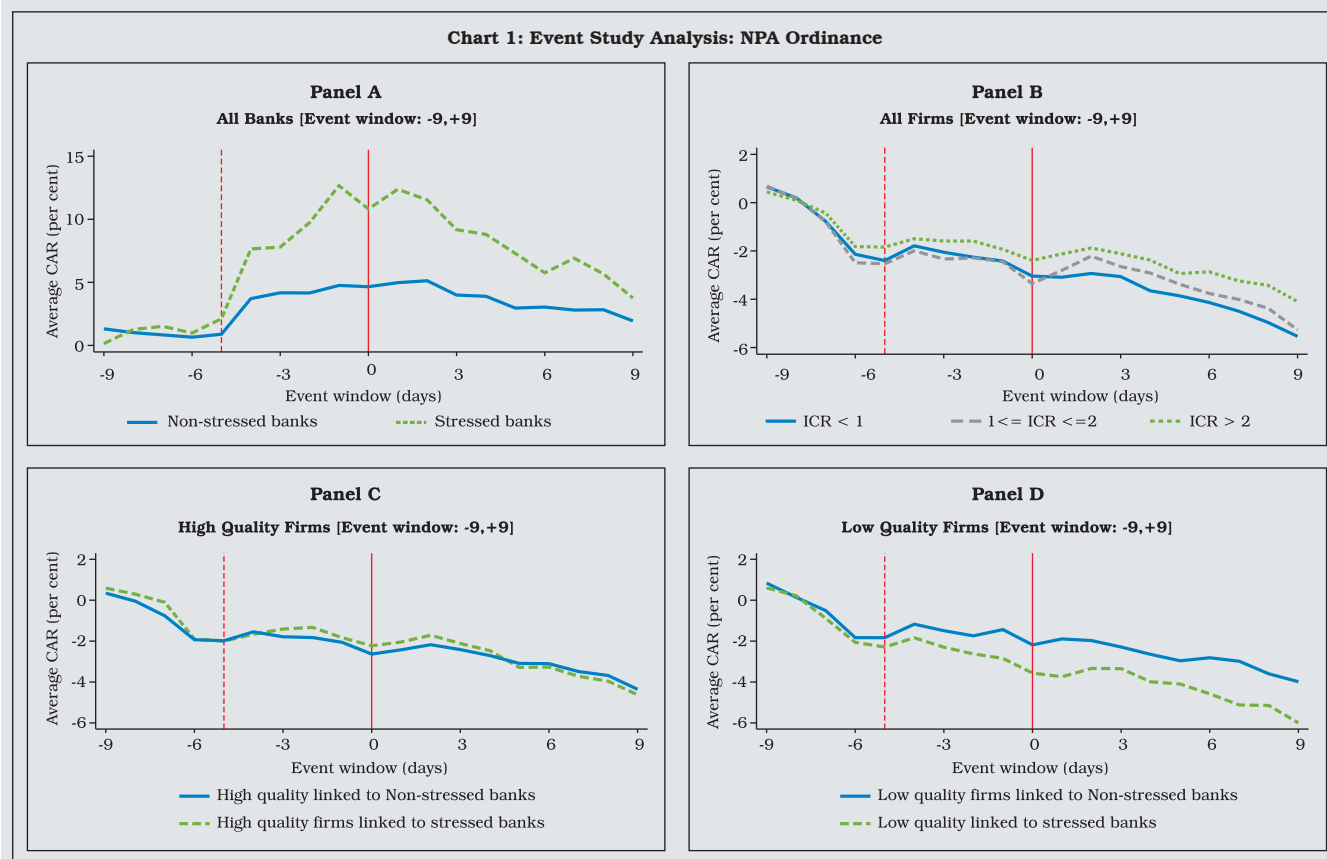 Chart 1: Event Study Analysis: NPA Ordinance
Panel A
All Banks [Event window: -9,+9]
Average CAR (per cent)
15
10
5
0
-9 -6 -3 0 3 6 9
Event window (days)
Non-stressed banks Stressed banks
Panel B
All Firms [Event window: -9,+9]
Average CAR (per cent)
2
0
-2
-4
-6
-9 -6 -3 0 3 6 9
Event window (days)
ICR < 1 1<= ICR <=2 ICR > 2
Panel C
High Quality Firms [Event window: -9,+9]
Average CAR (per cent)
2
0
-2
-4
-6
-9 -6 -3 0 3 6 9
Event window (days)
High quality linked to Non-stressed banks
High quality firms linked to stressed banks
Panel D
Low Quality Firms [Event window: -9,+9]
Average CAR (per cent)
2
0
-2
-4
-6
-9 -6 -3 0 3 6 9
Event window (days)
Low quality firms linked to Non-stressed banks
Low quality linked to stressed banks